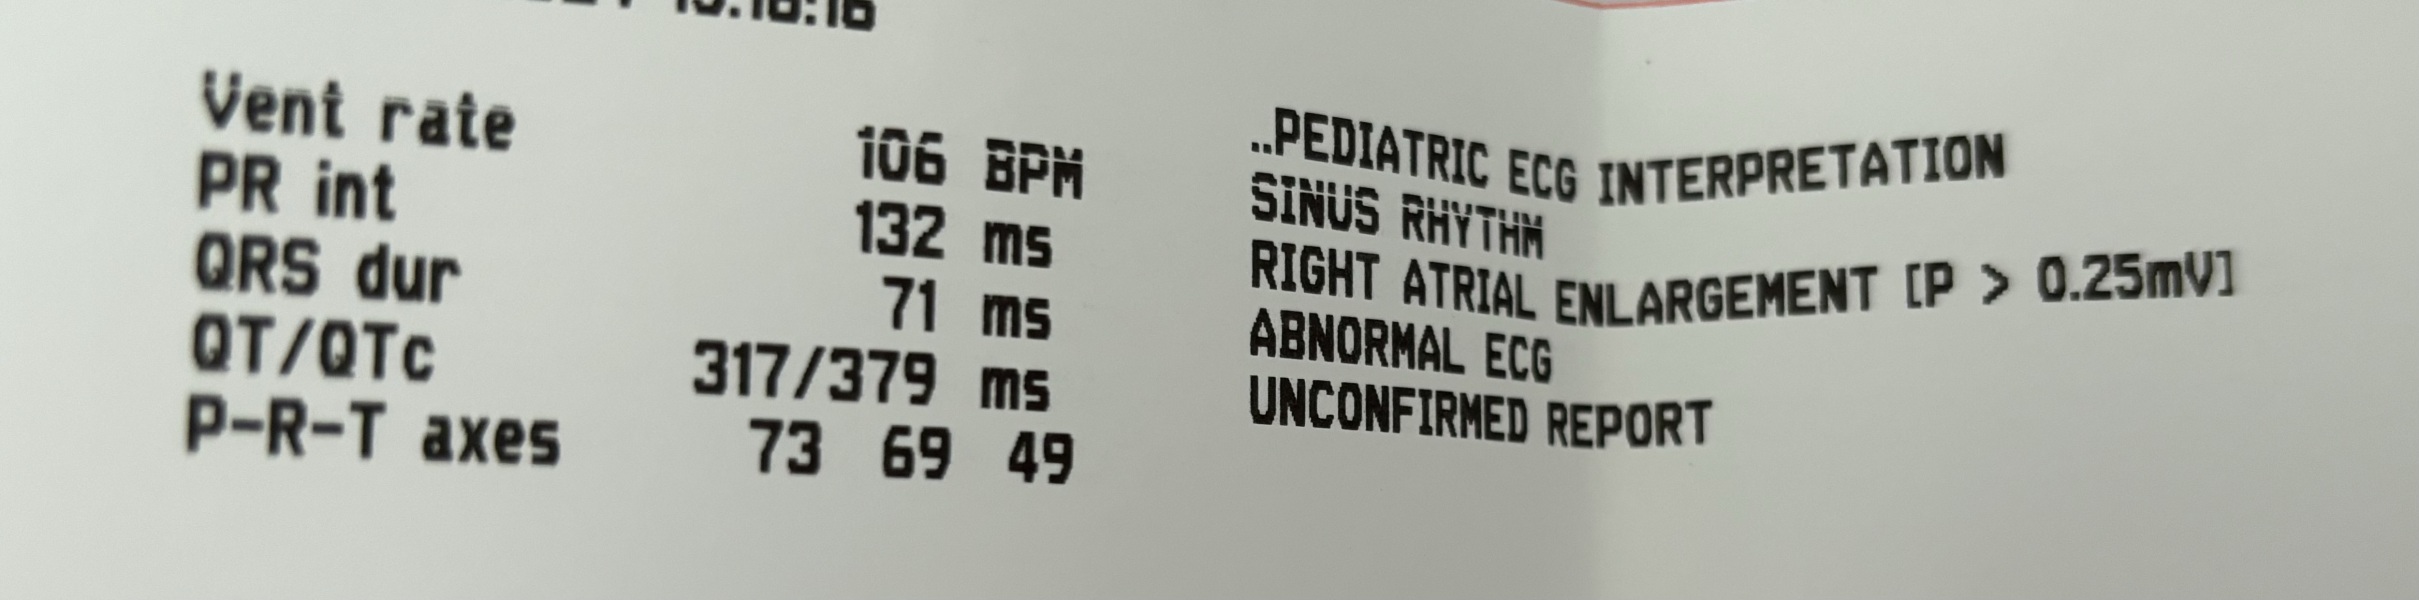 Vent rate 106 BPM
PR int 132 ms
QRS dur 71 ms
QT/QTc 317/379 ms
P-R-T axes 73 69 49
..PEDIATRIC ECG INTERPRETATION
SINUS RHYTHM
RIGHT ATRIAL ENLARGEMENT [P > 0.25mV]
ABNORMAL ECG
UNCONFIRMED REPORT